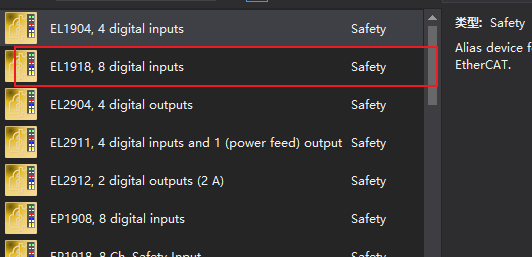 EL1904, 4 digital inputs Safety
EL1918, 8 digital inputs Safety
EL2904, 4 digital outputs Safety
EL2911, 4 digital inputs and 1 (power feed) output Safety
EL2912, 2 digital outputs (2 A) Safety
EP1908, 8 digital inputs Safety
EP1918, 8 Ch. Safety Input Safety
类型: Safety
Alias device f
EtherCAT.